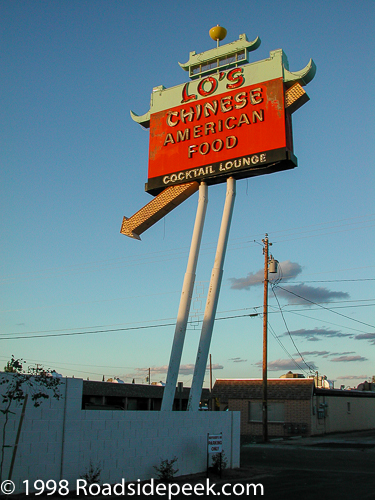 LO'S
CHINESE
AMERICAN
FOOD
COCKTAIL LOUNGE
© 1998 Roadsidepeek.com